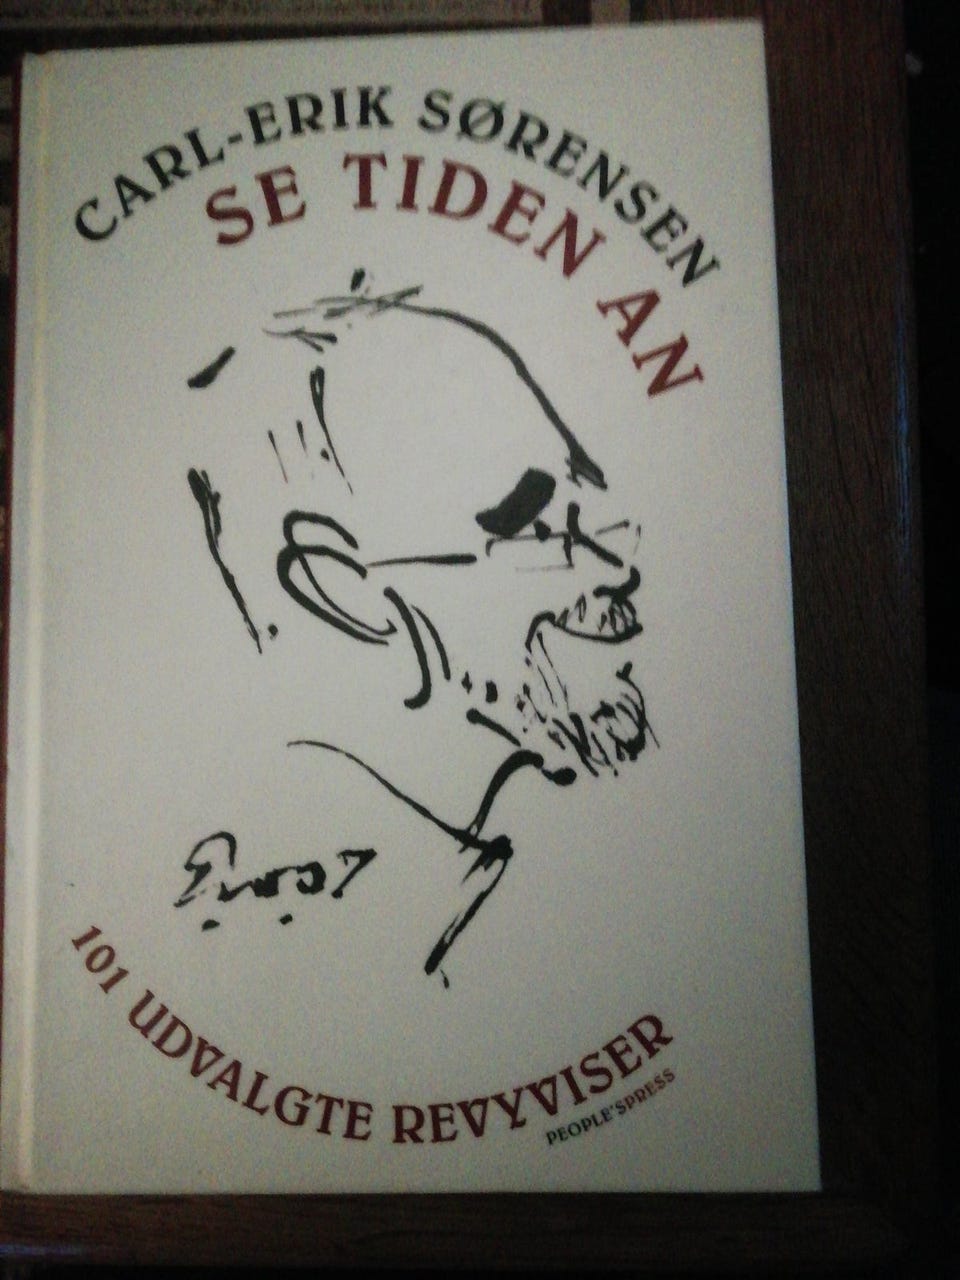 CARL-ERIK SØRENSEN
SE TIDEN AN
101 UDVALGTE REVYVISER
PEOPLE'SPRESS